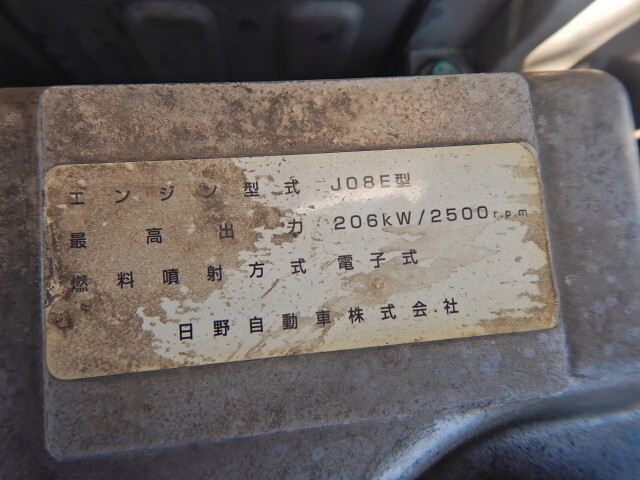 エンジン型式 J08E型
最高出力 206kW/2500r.p.m
燃料噴射方式 電子式
日野自動車株式会社